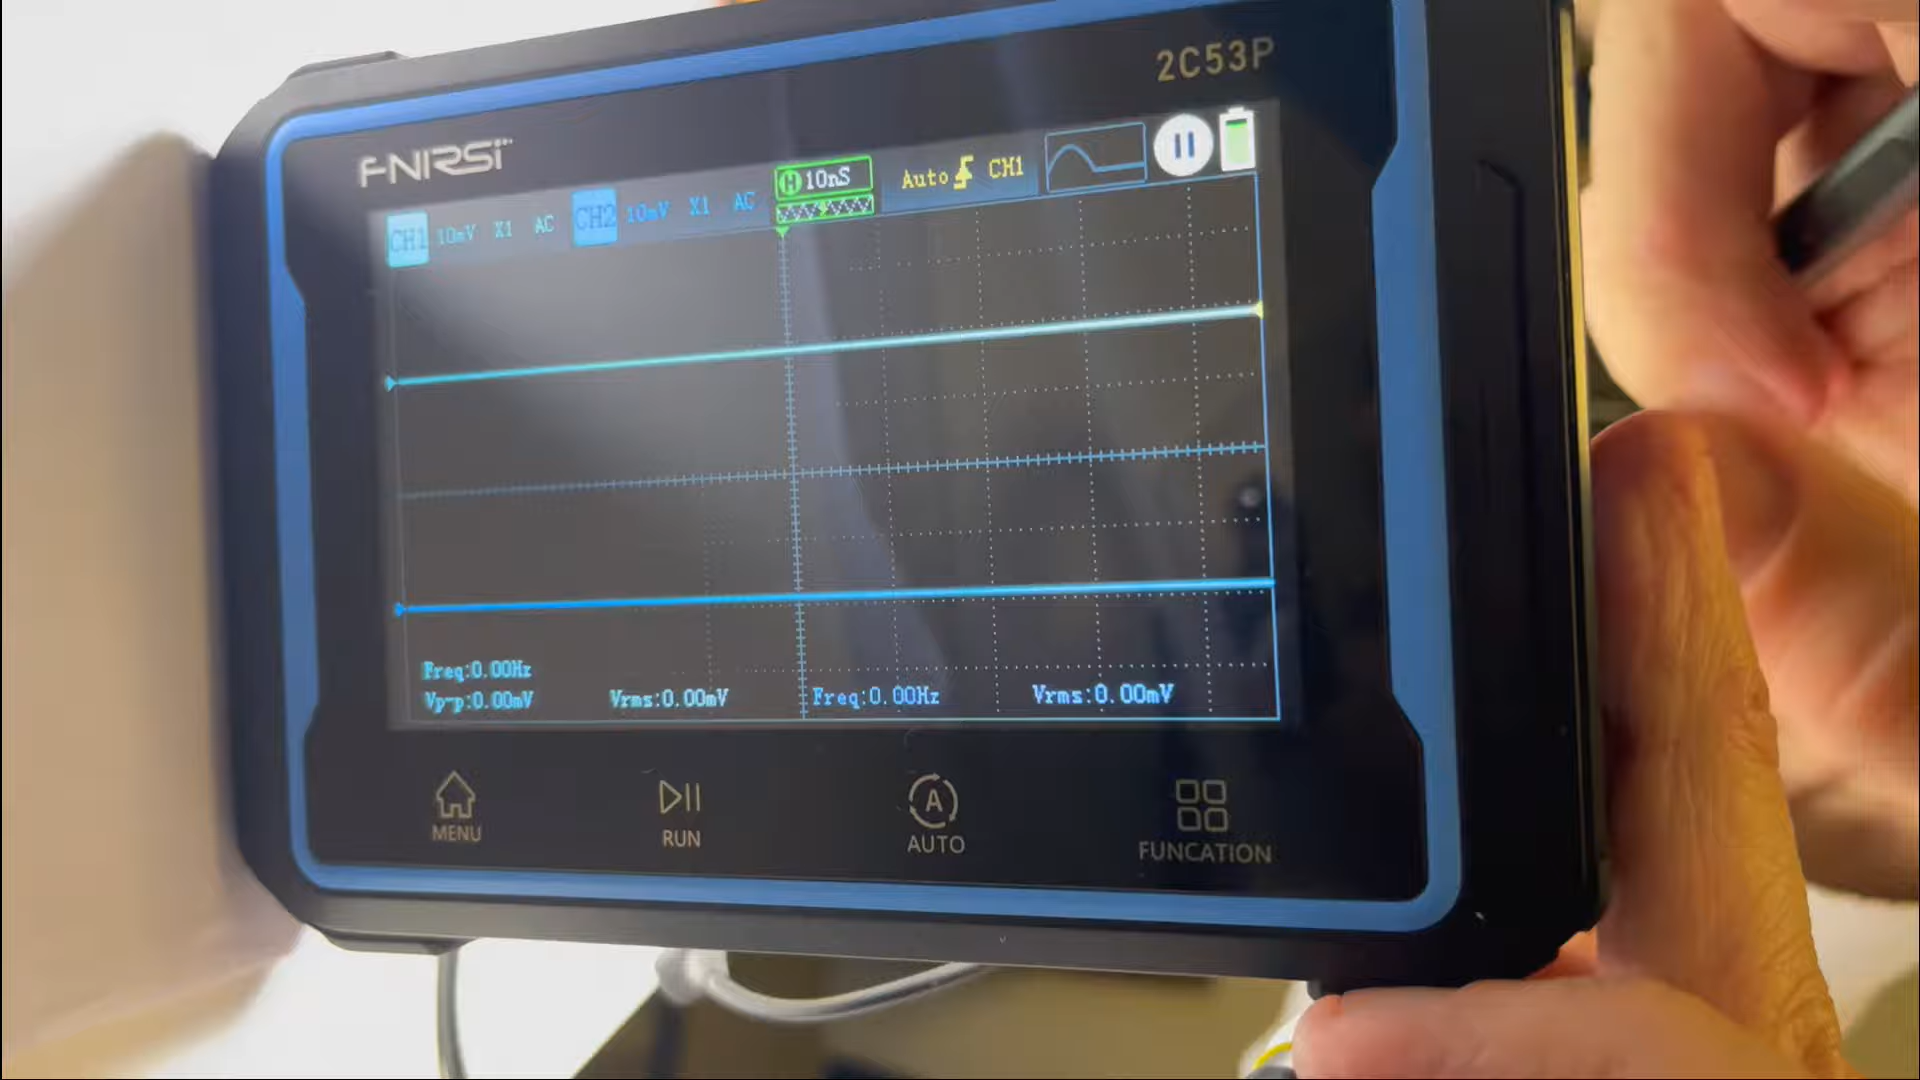 2C53P
FNIRSI
CH1 10mV X1 AC CH2 10mV X1 AC H 10nS Auto CH1
Freq:0.00Hz
Vp-p:0.00mV Vrms:0.00mV Freq:0.00Hz Vrms:0.00mV
MENU RUN A AUTO FUNCATION